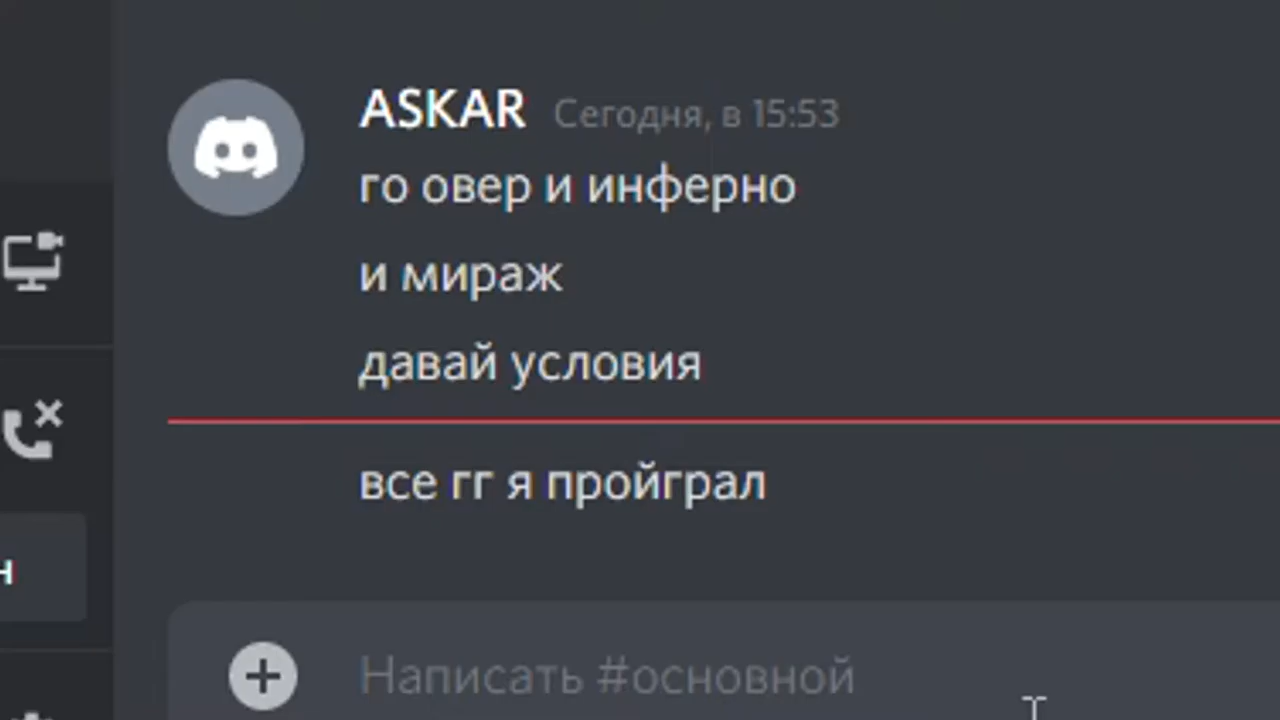 ASKAR Сегодня, в 15:53
го овер и инферно
и мираж
давай условия
все гг я пройграл
н
Написать #основной